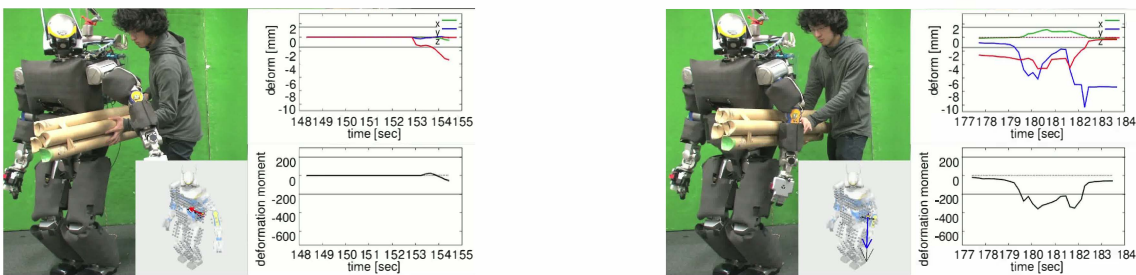 x
y
z
deform [mm]
2
0
-2
-4
-6
-8
-10
148 149 150 151 152 153 154 155
time [sec]
deformation moment
200
0
-200
-400
-600
148 149 150 151 152 153 154 155
time [sec]
x
y
z
deform [mm]
2
0
-2
-4
-6
-8
-10
177 178 179 180 181 182 183 184
time [sec]
deformation moment
200
0
-200
-400
-600
177 178 179 180 181 182 183 184
time [sec]